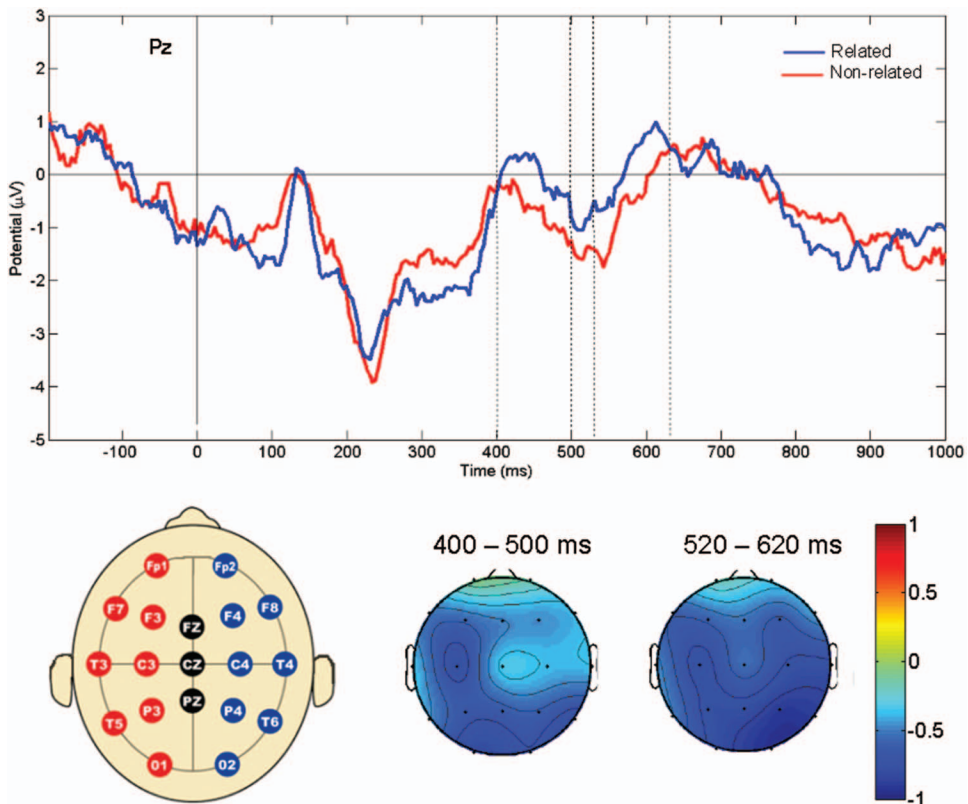 3
Pz
Related
2
Non-related
1
0
-1
-2
-3
-4
-5
Potential (μV)
-100 0 100 200 300 400 500 600 700 800 900 1000
Time (ms)
400 – 500 ms
520 – 620 ms
Fp1 Fp2
F7 F3 FZ F4 F8
T3 C3 CZ C4 T4
T5 P3 PZ P4 T6
01 02
1
0.5
0
-0.5
-1